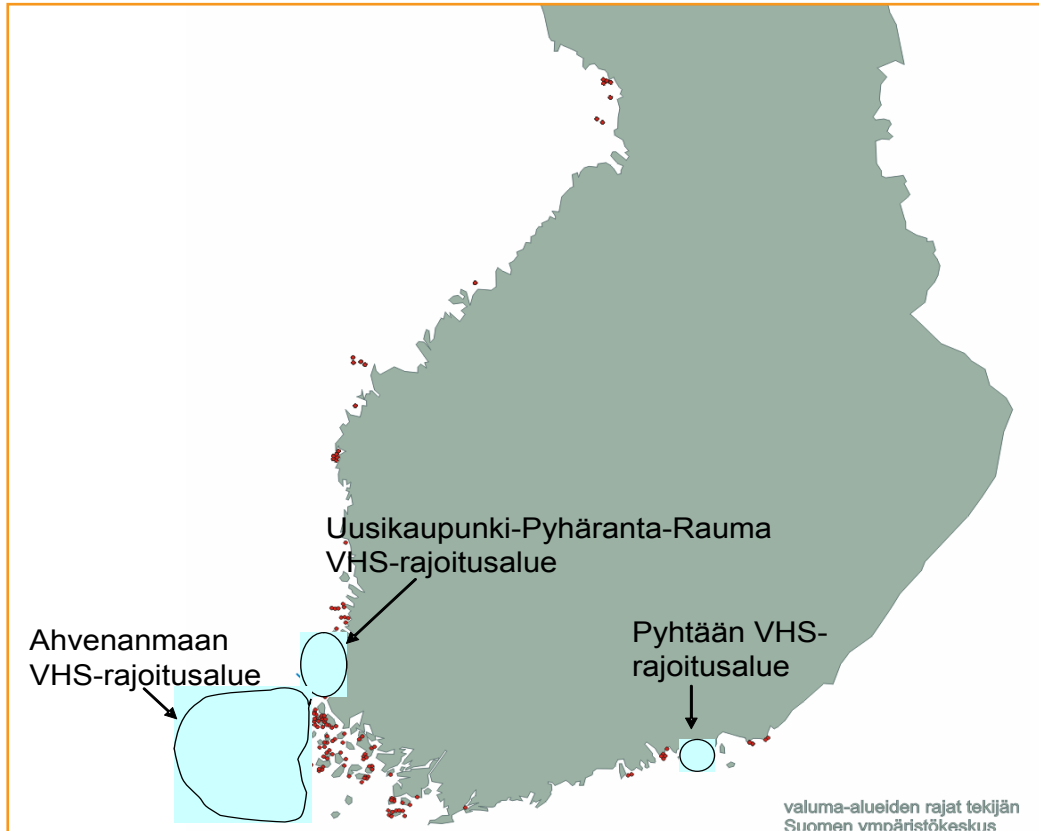 Uusikaupunki-Pyhäranta-Rauma
VHS-rajoitusalue
Ahvenanmaan
VHS-rajoitusalue
Pyhtään VHS-
rajoitusalue
valuma-alueiden rajat tekijän
Suomen ympäristökeskus